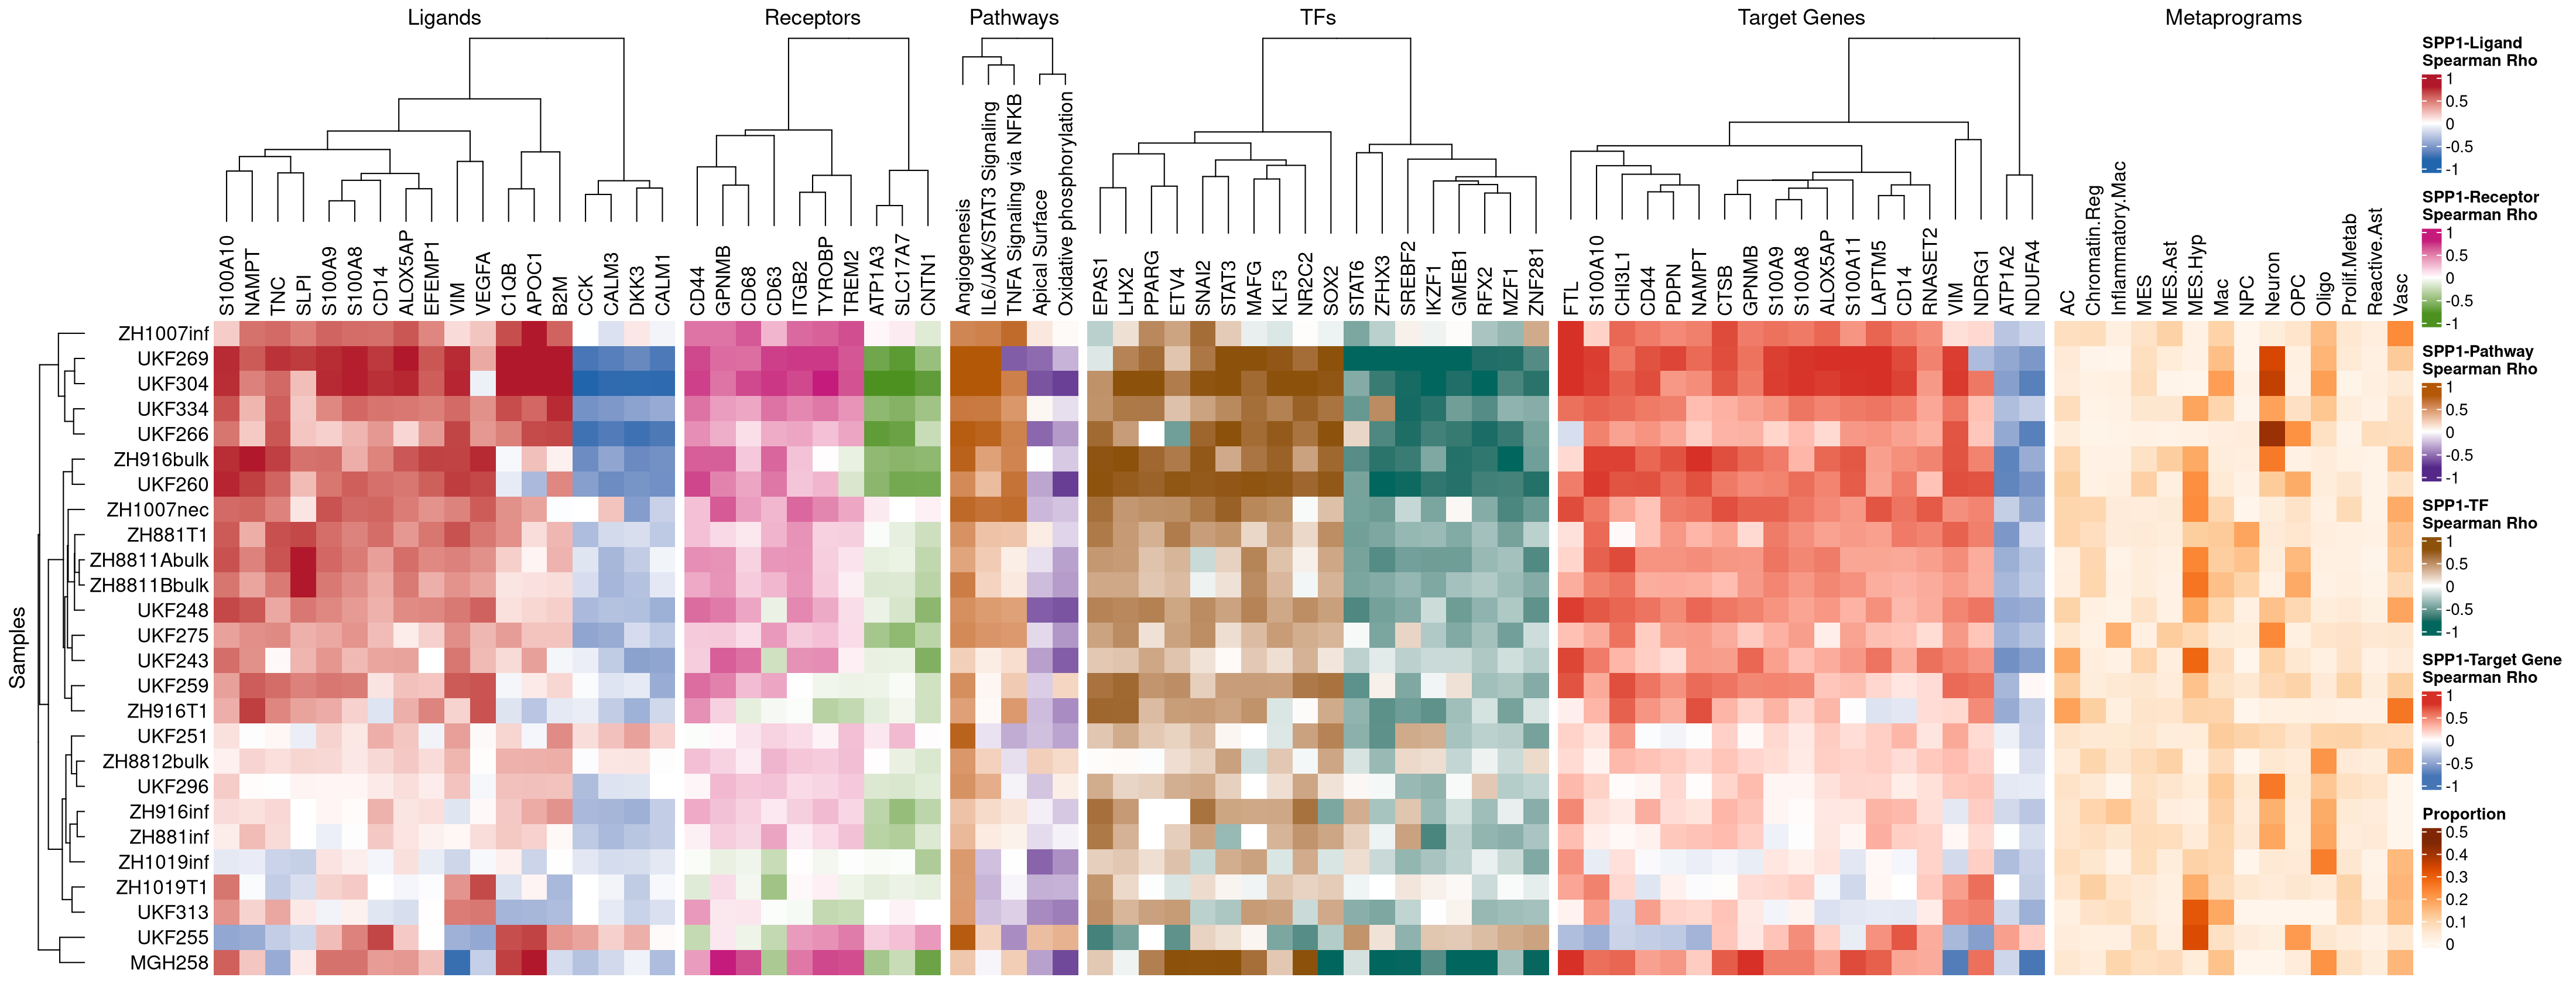 Ligands
Receptors
Pathways
TFs
Target Genes
Metaprograms
S100A10
NAMPT
TNC
SLPI
S100A9
S100A8
CD14
ALOX5AP
EFEMP1
VIM
VEGFA
C1QB
APOC1
B2M
CCK
CALM3
DKK3
CALM1
CD44
GPNMB
CD68
CD63
ITGB2
TYROBP
TREM2
ATP1A3
SLC17A7
CNTN1
Angiogenesis
IL6/JAK/STAT3 Signaling
TNFA Signaling via NFKB
Apical Surface
Oxidative phosphorylation
EPAS1
LHX2
PPARG
ETV4
SNAI2
STAT3
MAFG
KLF3
NR2C2
SOX2
STAT6
ZFHX3
SREBF2
IKZF1
GMEB1
RFX2
MZF1
ZNF281
FTL
S100A10
CHI3L1
CD44
PDPN
NAMPT
CTSB
GPNMB
S100A9
S100A8
ALOX5AP
S100A11
LAPTM5
CD14
RNASET2
VIM
NDRG1
ATP1A2
NDUFA4
AC
Chromatin.Reg
Inflammatory.Mac
MES
MES.Ast
MES.Hyp
Mac
NPC
Neuron
OPC
Oligo
Prolif.Metab
Reactive.Ast
Vasc
Samples
ZH1007inf
UKF269
UKF304
UKF334
UKF266
ZH916bulk
UKF260
ZH1007nec
ZH881T1
ZH8811Abulk
ZH8811Bbulk
UKF248
UKF275
UKF243
UKF259
ZH916T1
UKF251
ZH8812bulk
UKF296
ZH916inf
ZH881inf
ZH1019inf
ZH1019T1
UKF313
UKF255
MGH258
SPP1-Ligand
Spearman Rho
1
0.5
0
-0.5
-1
SPP1-Receptor
Spearman Rho
1
0.5
0
-0.5
-1
SPP1-Pathway
Spearman Rho
1
0.5
0
-0.5
-1
SPP1-TF
Spearman Rho
1
0.5
0
-0.5
-1
SPP1-Target Gene
Spearman Rho
1
0.5
0
-0.5
-1
Proportion
0.5
0.4
0.3
0.2
0.1
0